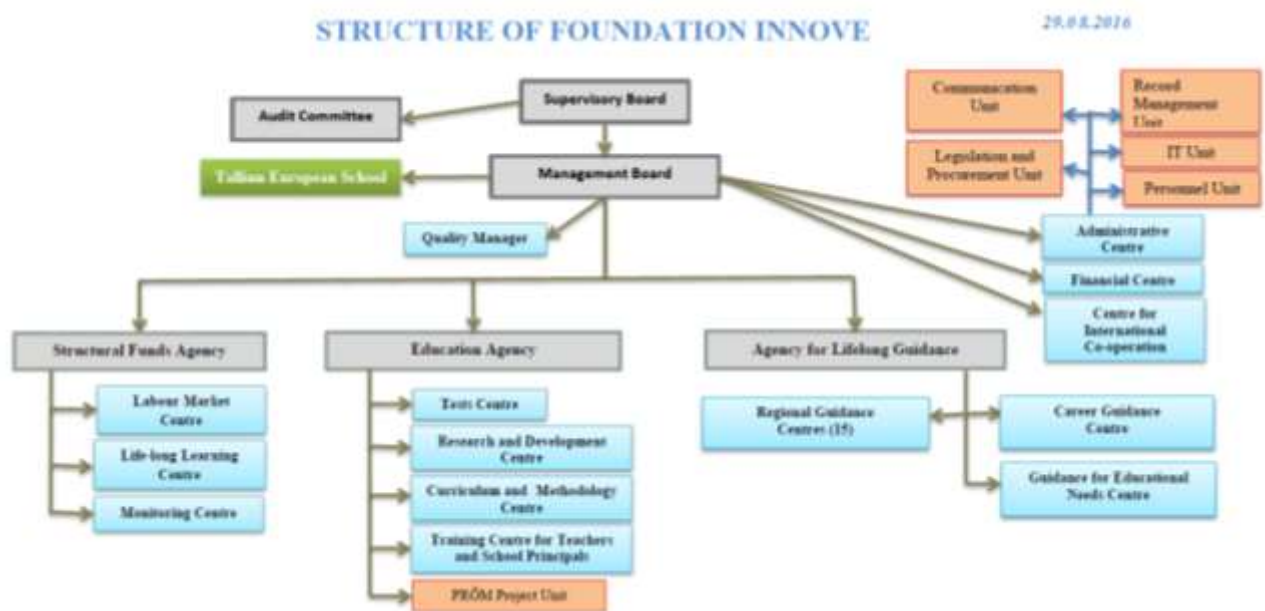 STRUCTURE OF FOUNDATION INNOVE
29.08.2016
Supervisory Board
Audit Committee
Communication
Unit
Record
Management
Unit
Tallinn European School
Management Board
Legislation and
Procurement Unit
IT Unit
Personnel Unit
Quality Manager
Administrative
Centre
Financial Centre
Centre for
International
Co-operation
Structural Funds Agency
Education Agency
Agency for Lifelong Guidance
Labour Market
Centre
Life-long Learning
Centre
Monitoring Centre
Tests Centre
Research and Development
Centre
Curriculum and Methodology
Centre
Training Centre for Teachers
and School Principals
PRÕM Project Unit
Regional Guidance
Centres (15)
Career Guidance
Centre
Guidance for Educational
Needs Centre